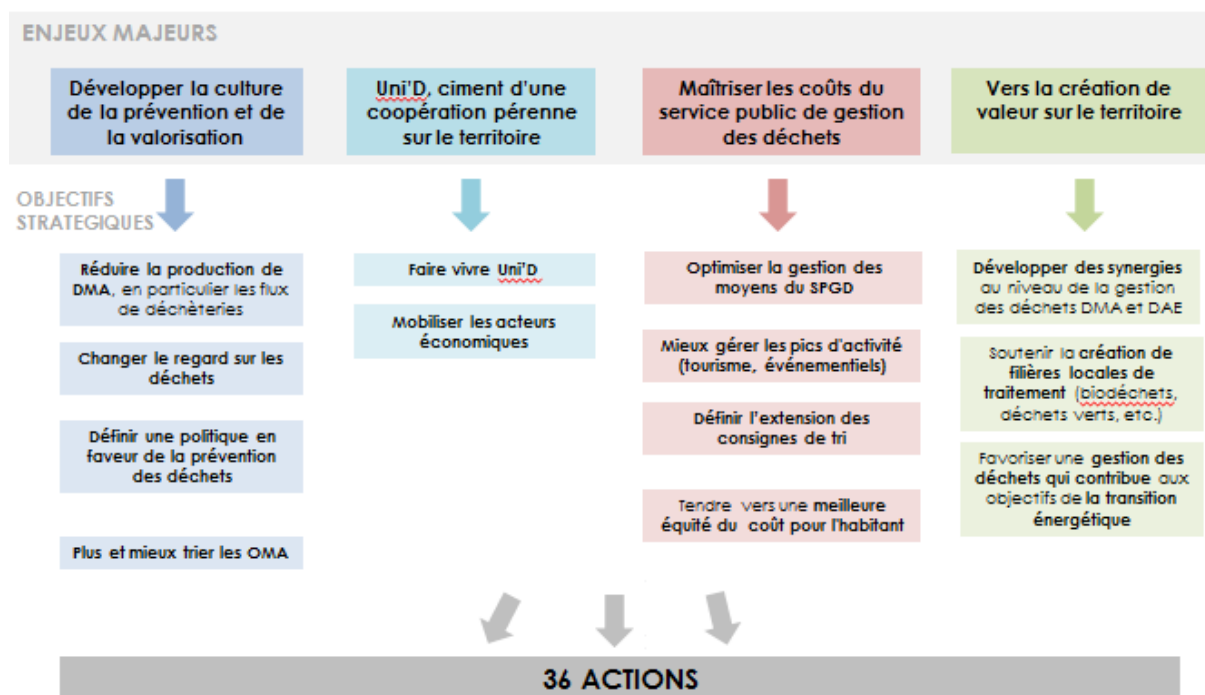 ENJEUX MAJEURS
Développer la culture
de la prévention et de
la valorisation
Uni'D, ciment d'une
coopération pérenne
sur le territoire
Maîtriser les coûts du
service public de gestion
des déchets
Vers la création de
valeur sur le territoire
OBJECTIFS
STRATEGIQUES
Réduire la production de
DMA, en particulier les flux
de déchèteries
Changer le regard sur les
déchets
Définir une politique en
faveur de la prévention
des déchets
Plus et mieux trier les OMA
Faire vivre Uni'D
Mobiliser les acteurs
économiques
Optimiser la gestion des
moyens du SPGD
Mieux gérer les pics d'activité
(tourisme, événementiels)
Définir l'extension des
consignes de tri
Tendre vers une meilleure
équité du coût pour l'habitant
Développer des synergies
au niveau de la gestion
des déchets DMA et DAE
Soutenir la création de
filières locales de
traitement (biodéchets,
déchets verts, etc.)
Favoriser une gestion des
déchets qui contribue aux
objectifs de la transition
énergétique
36 ACTIONS